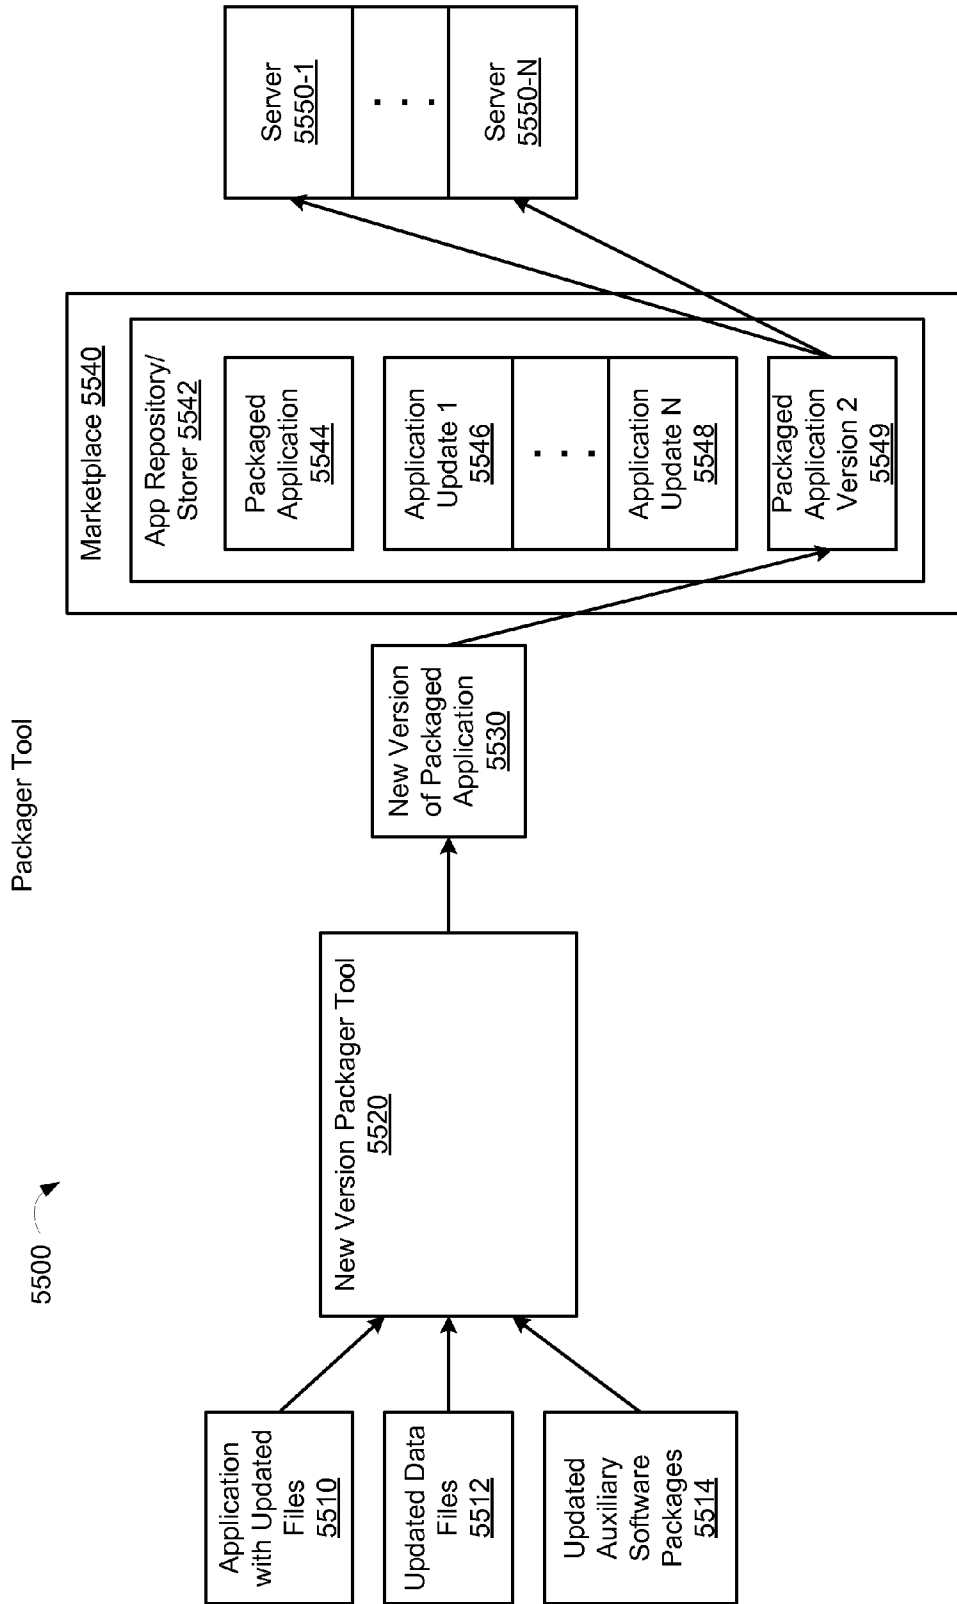 Packager Tool
5500
Application
with Updated
Files
5510
Updated Data
Files
5512
Updated
Auxiliary
Software
Packages
5514
New Version Packager Tool
5520
New Version
of Packaged
Application
5530
Marketplace 5540
App Repository/
Storer 5542
Packaged
Application
5544
Application
Update 1
5546
. . .
Application
Update N
5548
Packaged
Application
Version 2
5549
Server
5550-1
. . .
Server
5550-N